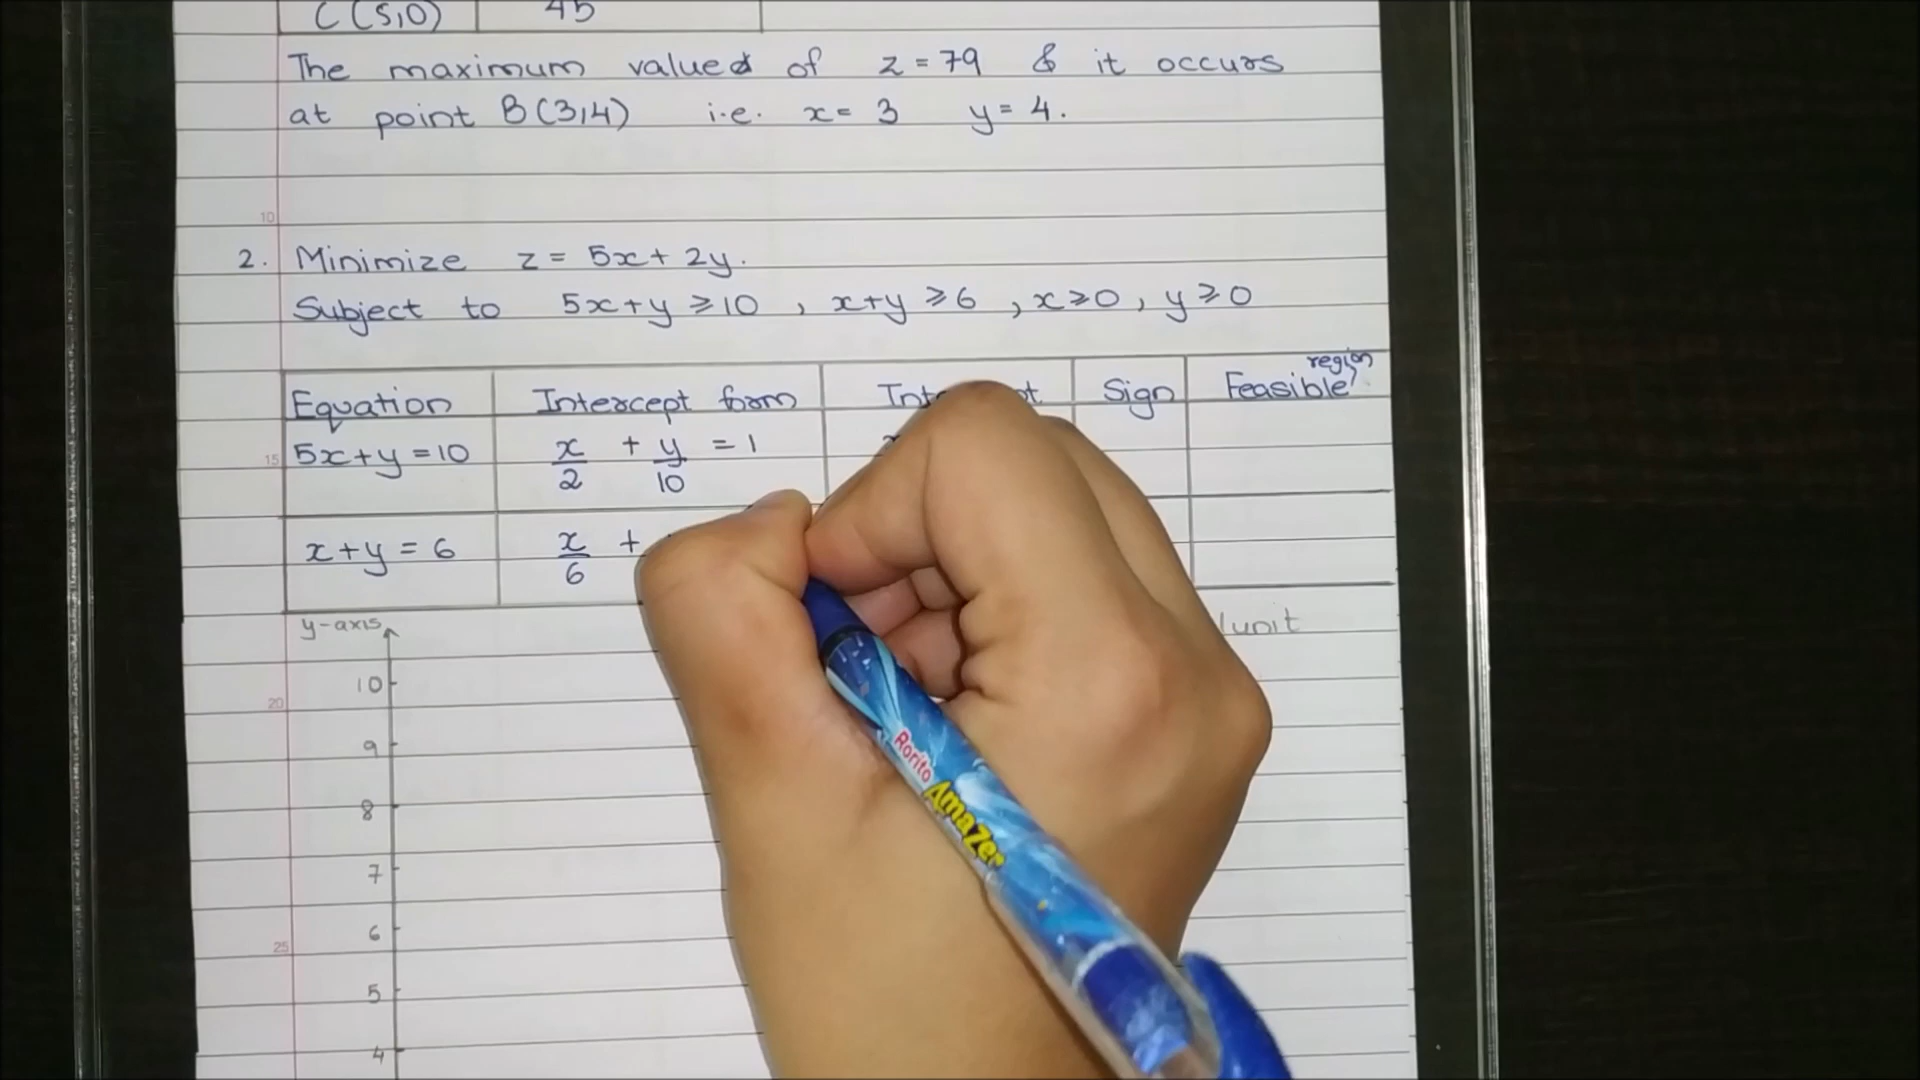 C (5,0) 45
The maximum value of z = 79 & it occurs
at point B(3,4) i.e. x = 3 y = 4.
10
2. Minimize z = 5x + 2y.
Subject to 5x + y ≥ 10 , x + y ≥ 6 , x ≥ 0 , y ≥ 0
Equation Intercept form Sign Feasible region
15 5x + y = 10 x/2 + y/10 = 1
x + y = 6 x/6 +
y-axis unit
10
20
9
8
7
6
25
5
4
Rorito AmaZer